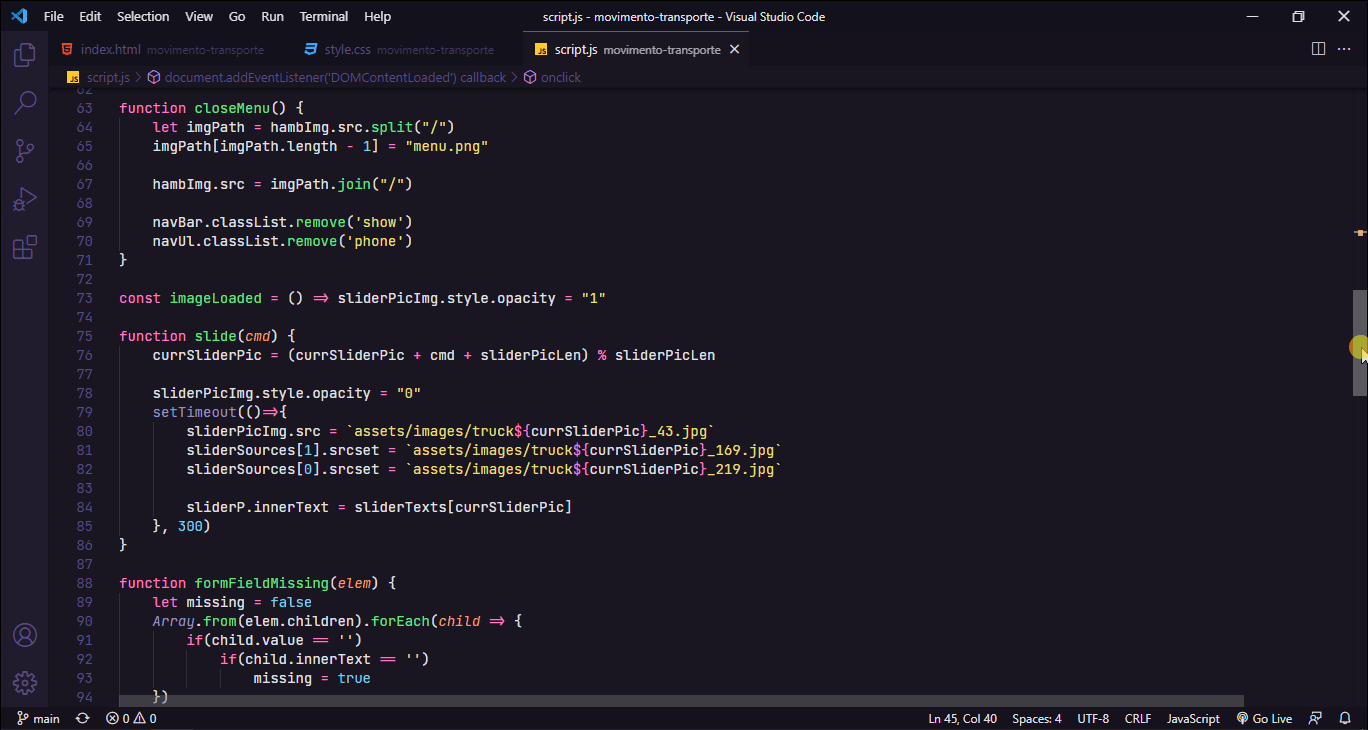 File Edit Selection View Go Run Terminal Help script.js - movimento-transporte - Visual Studio Code
index.html movimento-transporte style.css movimento-transporte JS script.js movimento-transporte
JS script.js > document.addEventListener('DOMContentLoaded') callback > onclick
62
63 function closeMenu() {
64 let imgPath = hambImg.src.split("/")
65 imgPath[imgPath.length - 1] = "menu.png"
66
67 hambImg.src = imgPath.join("/")
68
69 navBar.classList.remove('show')
70 navUl.classList.remove('phone')
71 }
72
73 const imageLoaded = () => sliderPicImg.style.opacity = "1"
74
75 function slide(cmd) {
76 currSliderPic = (currSliderPic + cmd + sliderPicLen) % sliderPicLen
77
78 sliderPicImg.style.opacity = "0"
79 setTimeout(()=>{
80 sliderPicImg.src = `assets/images/truck${currSliderPic}_43.jpg`
81 sliderSources[1].srcset = `assets/images/truck${currSliderPic}_169.jpg`
82 sliderSources[0].srcset = `assets/images/truck${currSliderPic}_219.jpg`
83
84 sliderP.innerText = sliderTexts[currSliderPic]
85 }, 300)
86 }
87
88 function formFieldMissing(elem) {
89 let missing = false
90 Array.from(elem.children).forEach(child => {
91 if(child.value == '')
92 if(child.innerText == '')
93 missing = true
94 })
main 0 0 Ln 45, Col 40 Spaces: 4 UTF-8 CRLF JavaScript Go Live